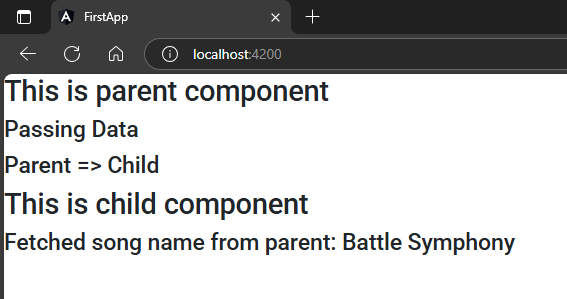 FirstApp
localhost:4200
This is parent component
Passing Data
Parent => Child
This is child component
Fetched song name from parent: Battle Symphony